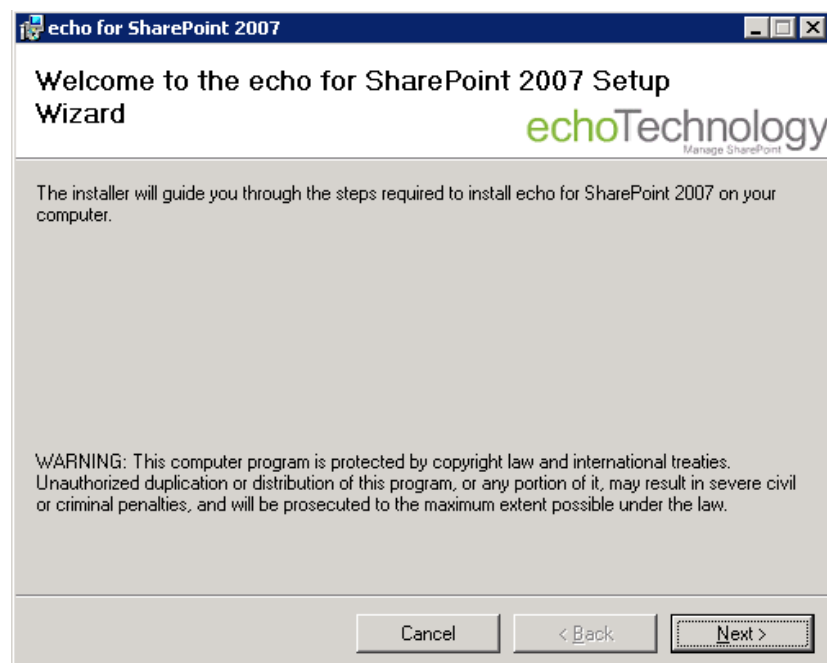 echo for SharePoint 2007
Welcome to the echo for SharePoint 2007 Setup
Wizard
echoTechnology
Manage SharePoint
The installer will guide you through the steps required to install echo for SharePoint 2007 on your
computer.
WARNING: This computer program is protected by copyright law and international treaties.
Unauthorized duplication or distribution of this program, or any portion of it, may result in severe civil
or criminal penalties, and will be prosecuted to the maximum extent possible under the law.
Cancel
< Back
Next >